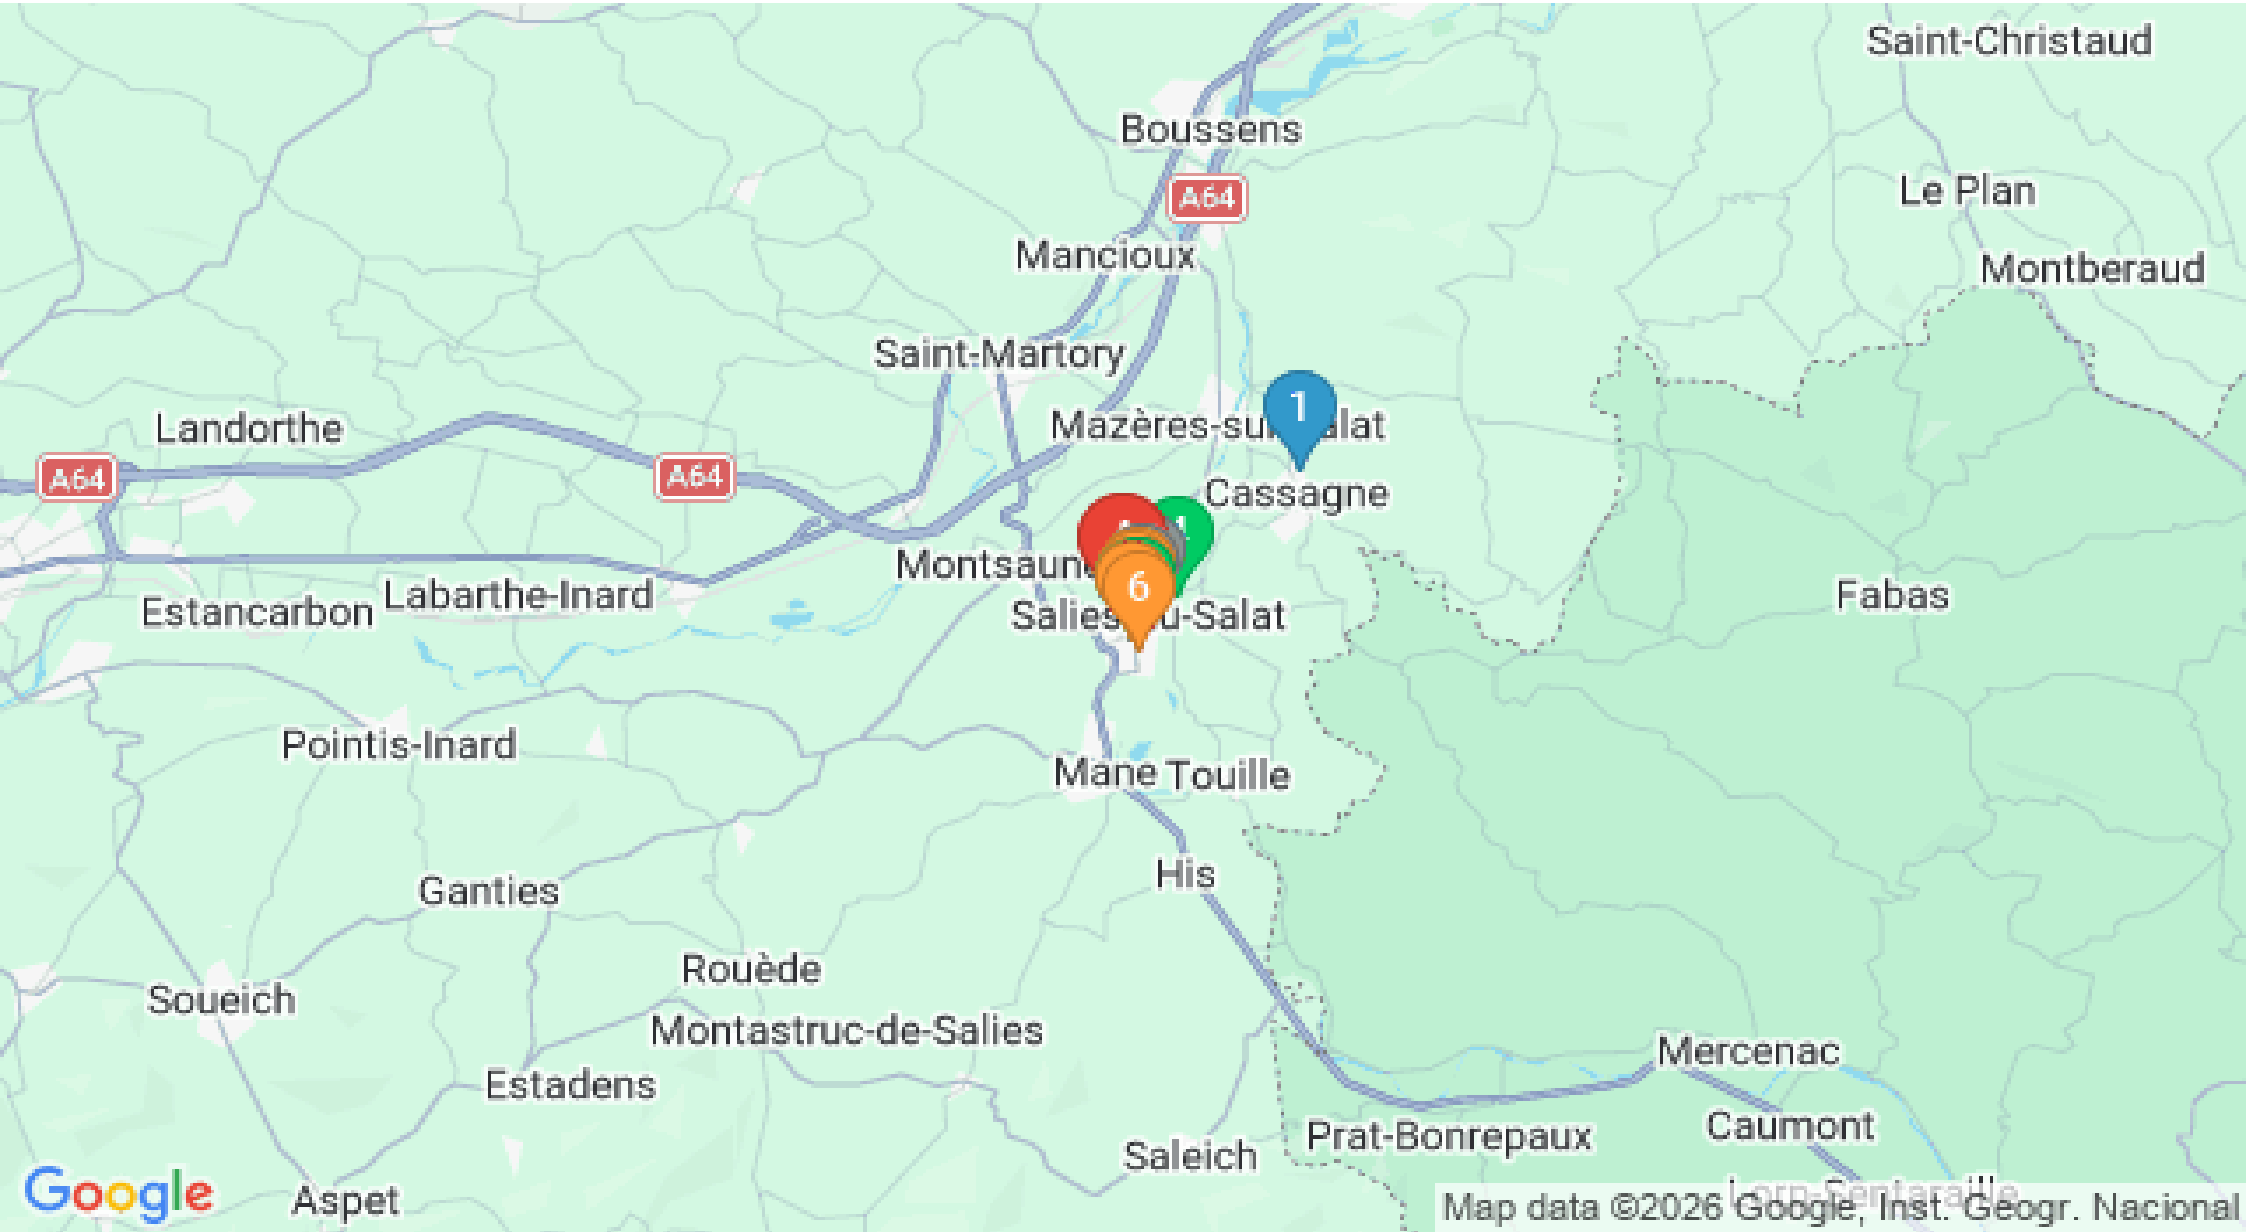 Saint-Christaud
Boussens
A64
Le Plan
Mancioux
Montberaud
Saint-Martory
1
Landorthe
Mazères-su alat
A64
A64
Cassagne
Montsaun
6
Labarthe-Inard
Estancarbon
Fabas
Salies u-Salat
Pointis-Inard
Mane
Touille
His
Ganties
Rouède
Soueich
Montastruc-de-Salies
Mercenac
Estadens
Caumont
Prat-Bonrepaux
Saleich
Google
Aspet
Map data ©2026 Google, Inst. Geogr. Nacional